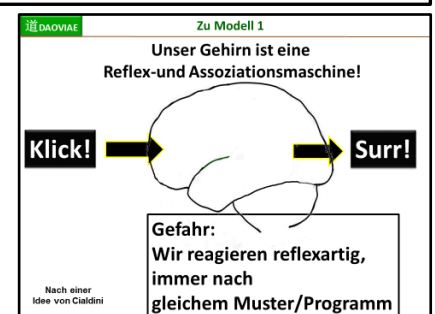 道DAOVIAE
Zu Modell 1
Unser Gehirn ist eine
Reflex-und Assoziationsmaschine!
Klick!
Surr!
Gefahr:
Wir reagieren reflexartig,
immer nach
gleichem Muster/Programm
Nach einer
Idee von Cialdini